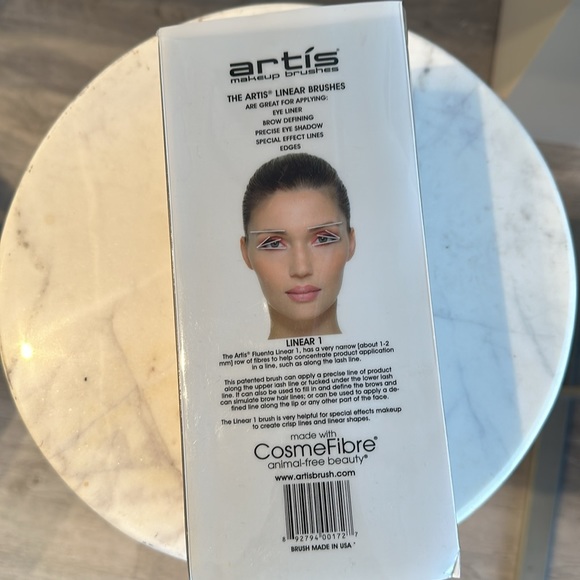 artís®
makeup brushes
THE ARTIS® LINEAR BRUSHES
ARE GREAT FOR APPLYING:
EYE LINER
BROW DEFINING
PRECISE EYE SHADOW
SPECIAL EFFECT LINES
EDGES
LINEAR 1
The Artis® Fluenta Linear 1, has a very narrow (about 1-2
mm) row of fibres to help concentrate product application
in a line, such as along the lash line.
This patented brush can apply a precise line of product
along the upper lash line or tucked under the lower lash
line. It can also be used to fill in and define the brows and
can simulate brow hair lines; or can be used to apply a de-
fined line along the lip or any other part of the face.
The Linear 1 brush is very helpful for special effects makeup
to create crisp lines and linear shapes.
made with
CosmeFibre®
animal-free beauty®
www.artisbrush.com
8 92794 00172 7
BRUSH MADE IN USA